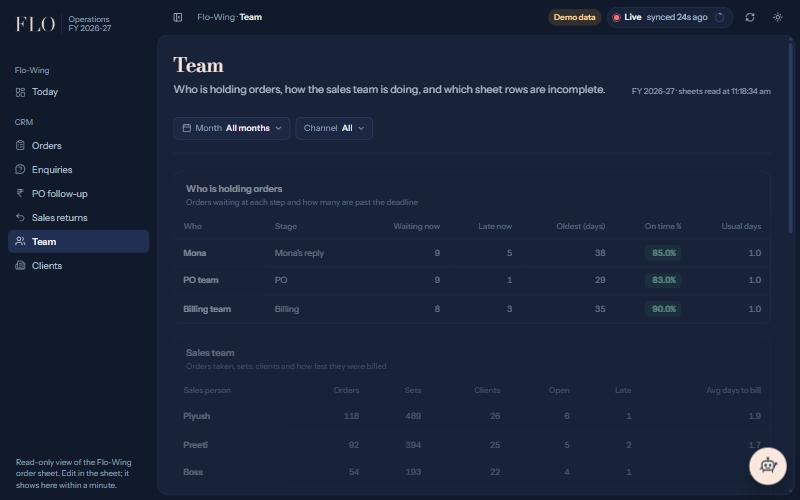 FLO
Operations
FY 2026-27
Flo-Wing · Team
Demo data
Live synced 24s ago
Flo-Wing
Today
CRM
Orders
Enquiries
PO follow-up
Sales returns
Team
Clients
Read-only view of the Flo-Wing
order sheet. Edit in the sheet; it
shows here within a minute.
Team
Who is holding orders, how the sales team is doing, and which sheet rows are incomplete.
FY 2026-27 · sheets read at 11:18:34 am
Month All months
Channel All
Who is holding orders
Orders waiting at each step and how many are past the deadline
Who Stage Waiting now Late now Oldest (days) On time % Usual days
Mona Mona's reply 9 5 38 85.0% 1.0
PO team PO 9 1 29 83.0% 1.0
Billing team Billing 8 3 35 90.0% 1.0
Sales team
Orders taken, sets, clients and how fast they were billed
Sales person Orders Sets Clients Open Late Avg days to bill
Piyush 118 489 26 6 1 1.9
Preeti 92 394 25 5 2 1.7
Boss 54 193 22 4 1